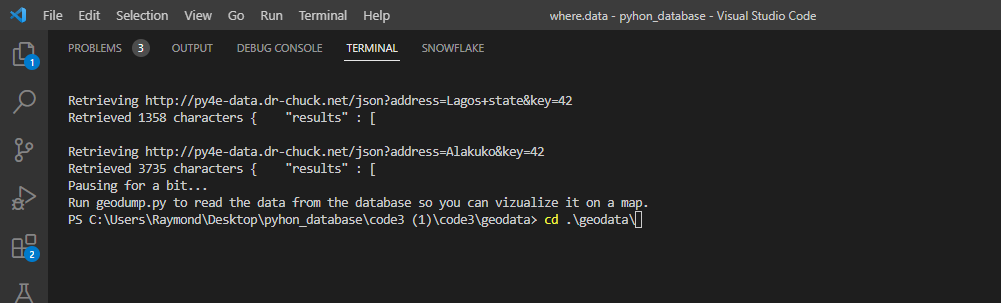 File Edit Selection View Go Run Terminal Help where.data - pyhon_database - Visual Studio Code
PROBLEMS 3 OUTPUT DEBUG CONSOLE TERMINAL SNOWFLAKE
1
Retrieving http://py4e-data.dr-chuck.net/json?address=Lagos+state&key=42
Retrieved 1358 characters {    "results" : [
Retrieving http://py4e-data.dr-chuck.net/json?address=Alakuko&key=42
Retrieved 3735 characters {    "results" : [
Pausing for a bit...
Run geodump.py to read the data from the database so you can vizualize it on a map.
PS C:\Users\Raymond\Desktop\pyhon_database\code3 (1)\code3\geodata> cd .\geodata\
2